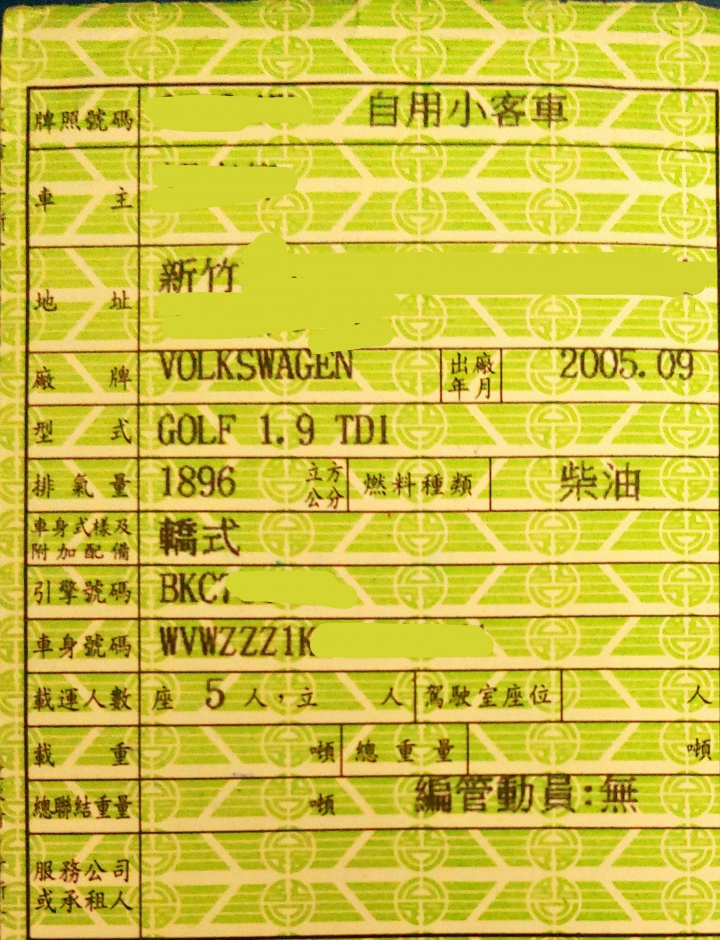 牌照號碼 自用小客車
車主
地址 新竹
廠牌 VOLKSWAGEN 出廠年月 2005.09
型式 GOLF 1.9 TDI
排氣量 1896 立方公分 燃料種類 柴油
車身式樣及附加配備 轎式
引擎號碼 BKC
車身號碼 WVWZZZ1K
載運人數 座 5 人，立 人 駕駛室座位 人
載重 噸 總重量 噸
總聯結重量 噸 編管動員:無
服務公司
或承租人